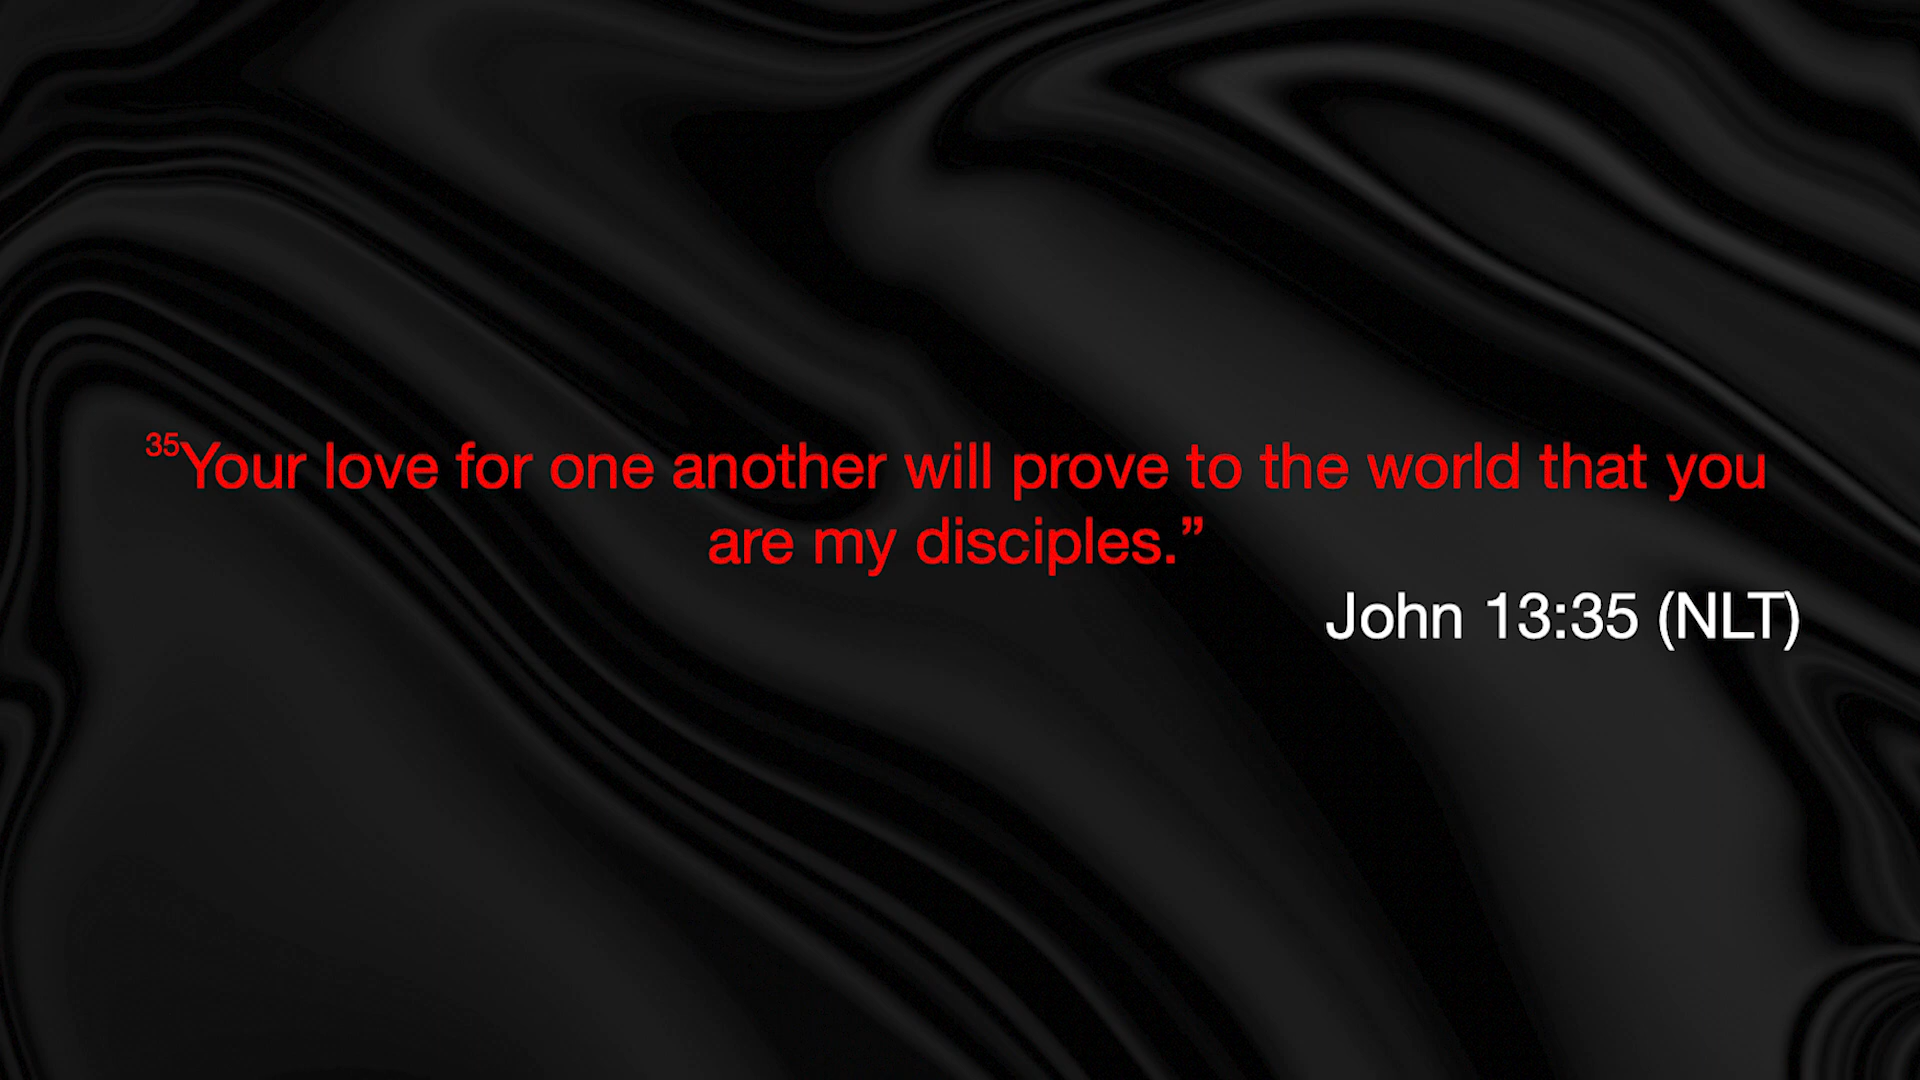 ³⁵Your love for one another will prove to the world that you
are my disciples.”
John 13:35 (NLT)